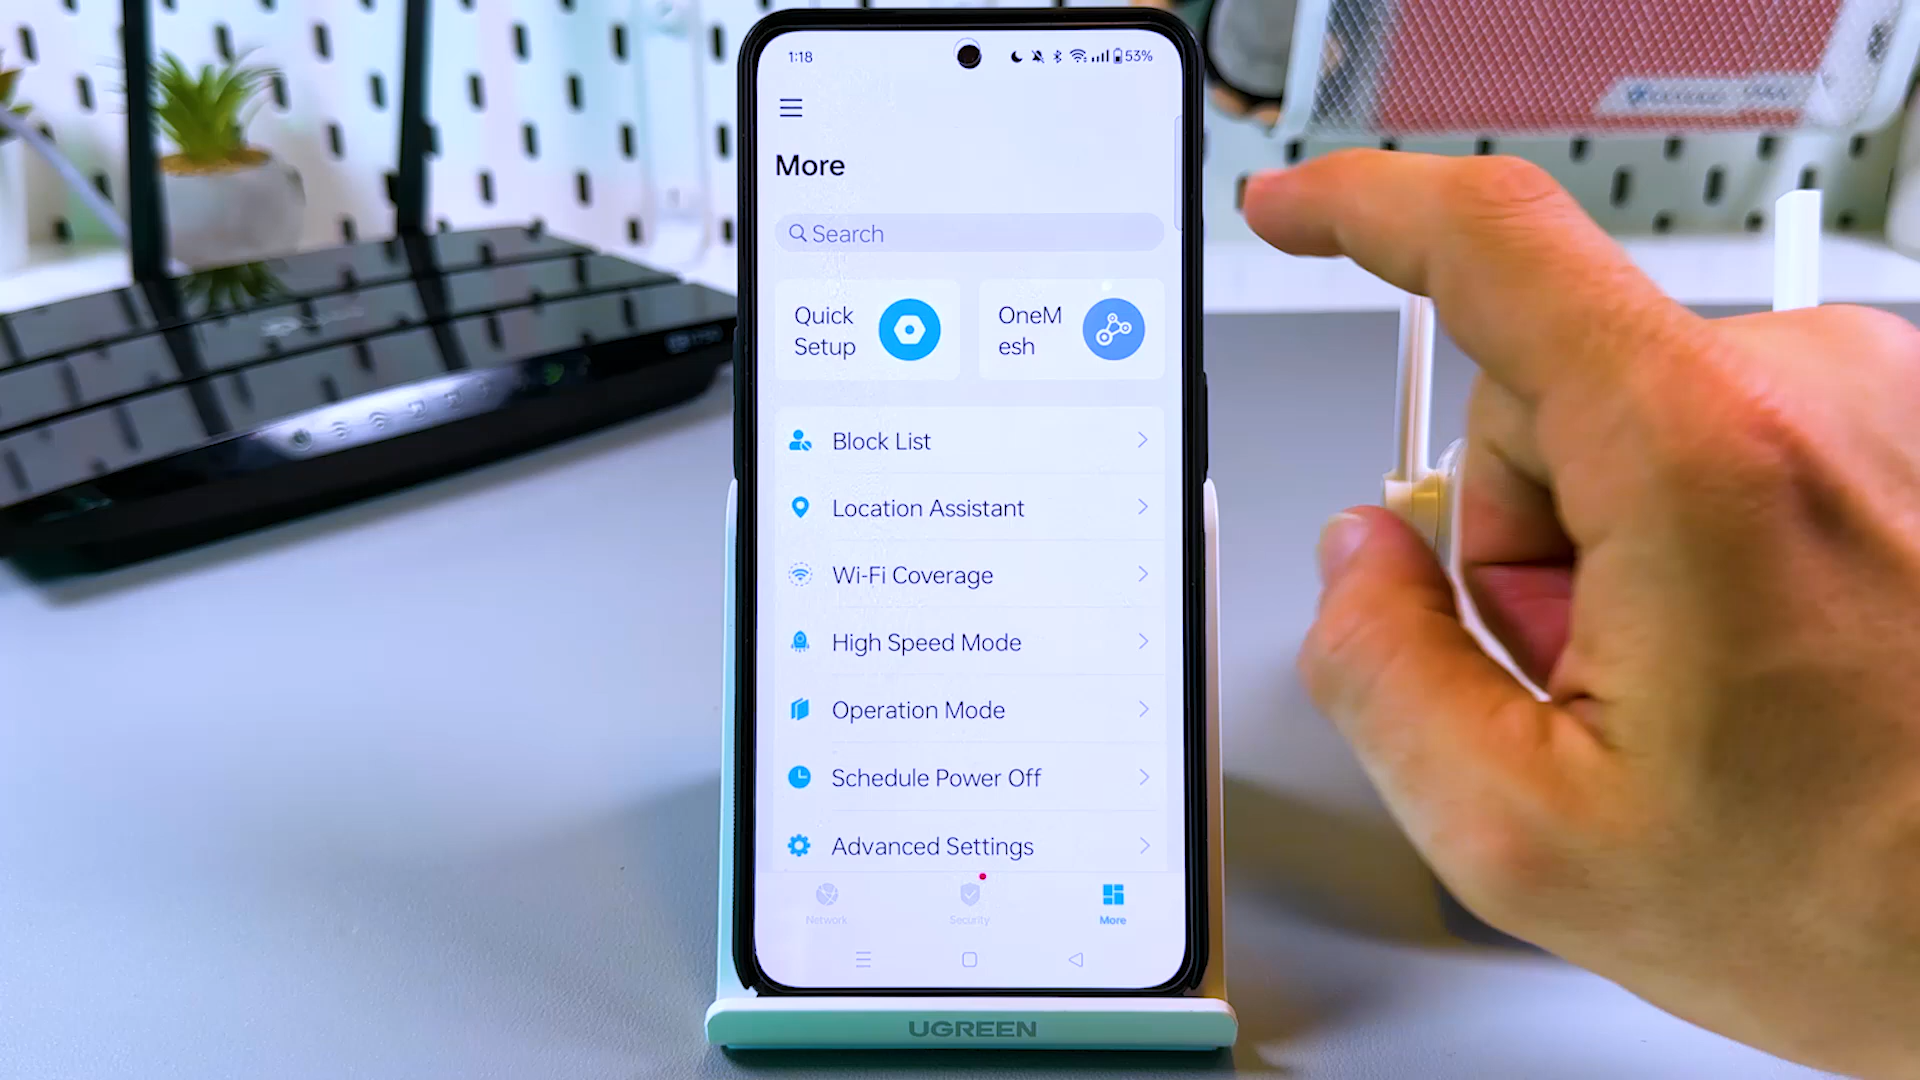 1:18
53%
More
Search
Quick
Setup
OneM
esh
Block List
Location Assistant
Wi-Fi Coverage
High Speed Mode
Operation Mode
Schedule Power Off
Advanced Settings
Network
Security
More
UGREEN